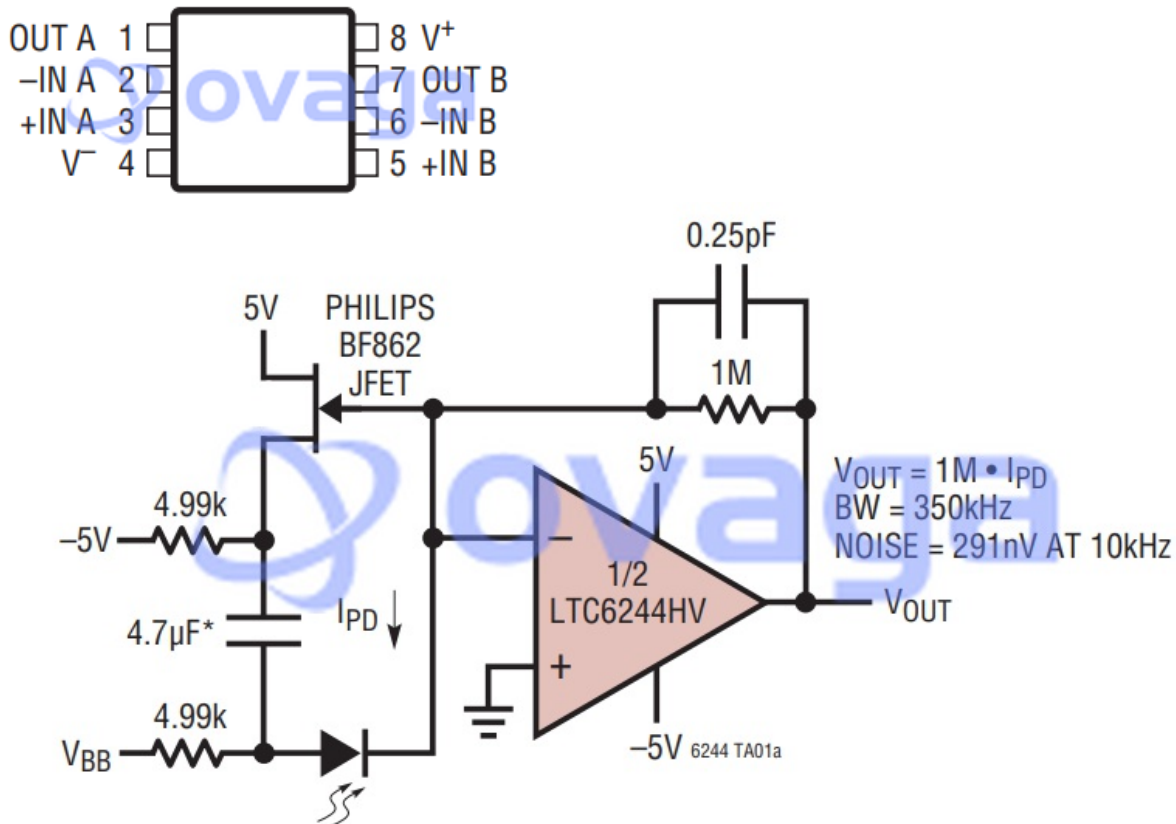 OUT A 1
8 V+
–IN A 2
7 OUT B
+IN A 3
6 –IN B
V– 4
5 +IN B
ovaga
0.25pF
5V
PHILIPS
BF862
JFET
1M
5V
VOUT = 1M • IPD
BW = 350kHz
NOISE = 291nV AT 10kHz
4.99k
–5V
–
1/2
LTC6244HV
VOUT
4.7µF*
IPD
+
4.99k
VBB
–5V
6244 TA01a
ovaga